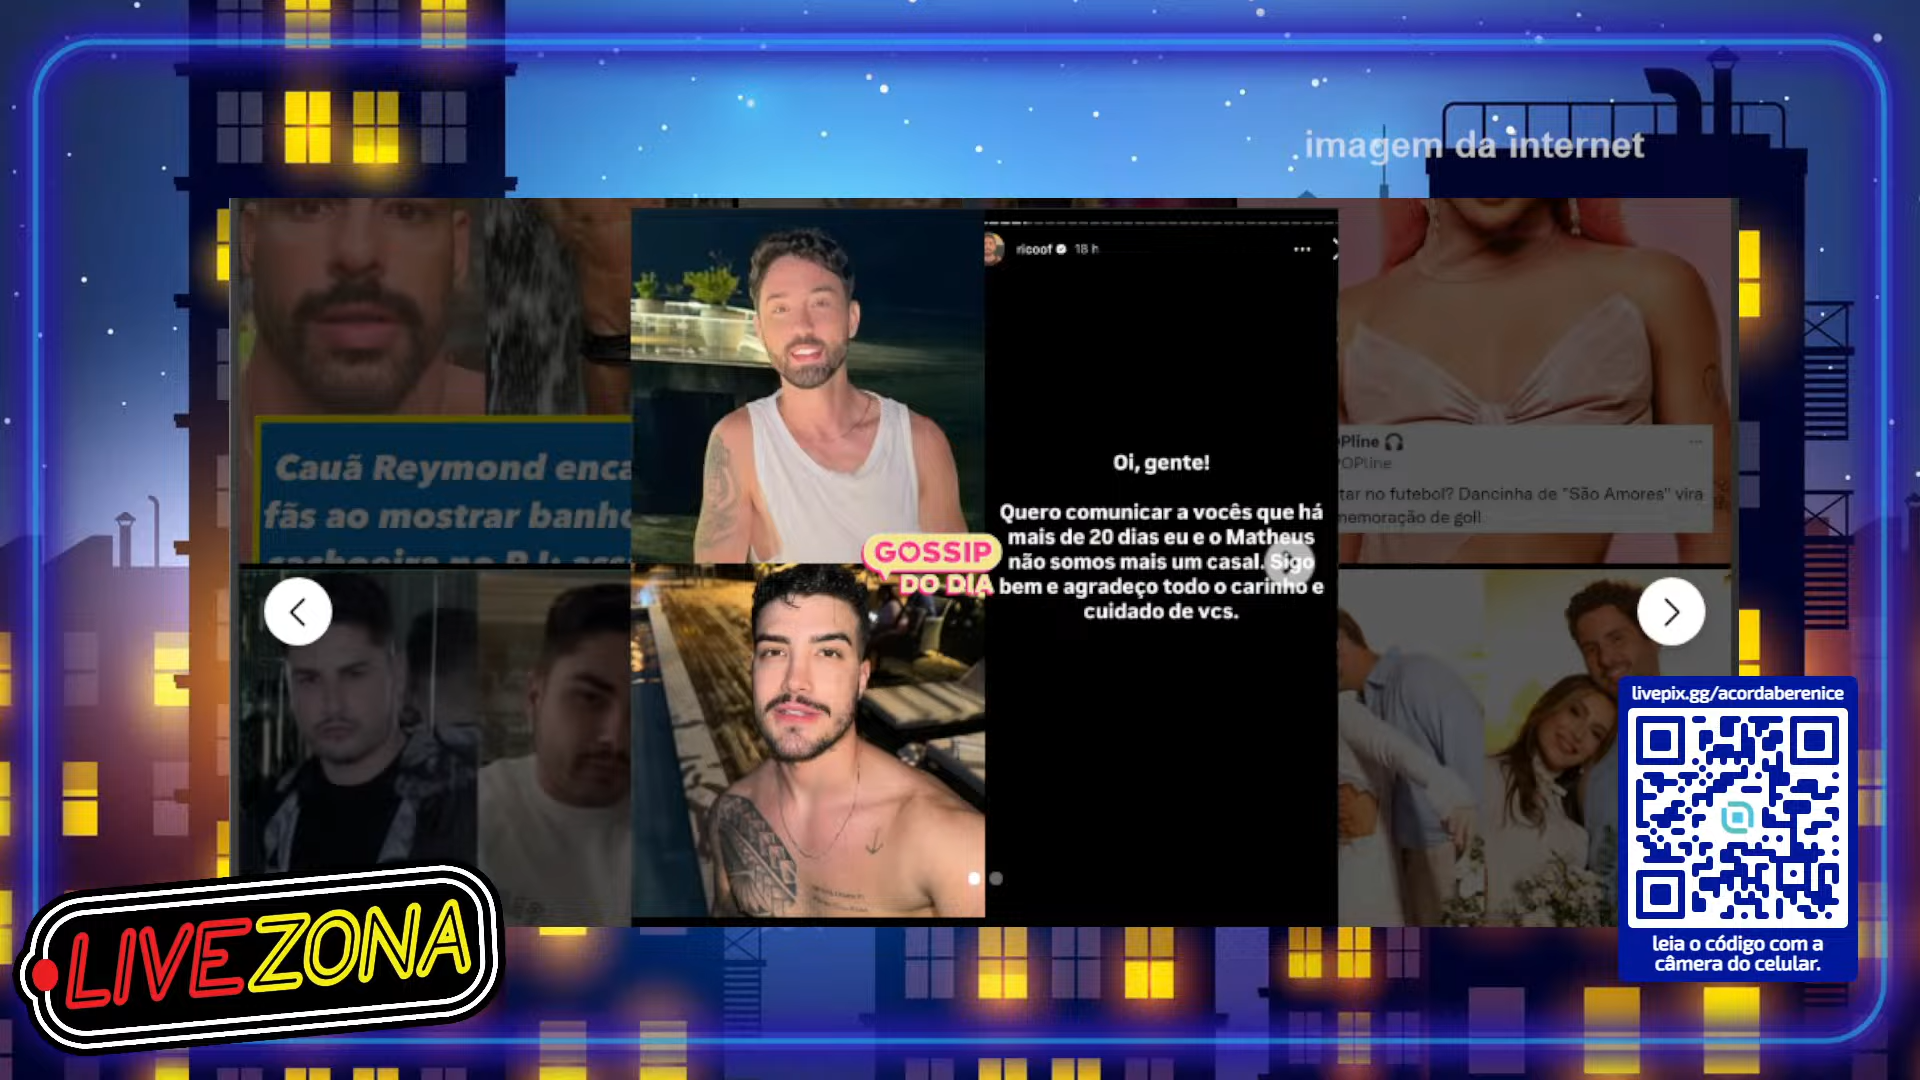 imagem da internet
ricoof 18 h
Oi, gente!
Quero comunicar a vocês que há
mais de 20 dias eu e o Matheus
não somos mais um casal. Sigo
bem e agradeço todo o carinho e
cuidado de vcs.
GOSSIP
DO DIA
Cauã Reymond enca
fãs ao mostrar banho
OPline
OPline
tar no futebol? Dancinha de "São Amores" vira
memoração de gol!
livepix.gg/acordaberenice
leia o código com a
câmera do celular.
LIVEZONA